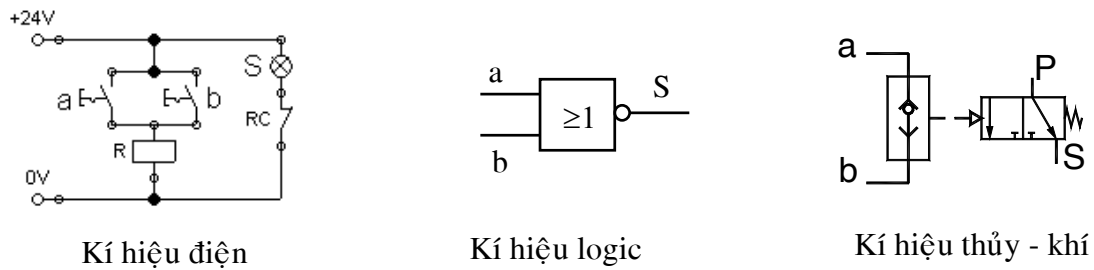 +24V
S
a
b
RC
R
0V
Kí hiệu điện
a
b
≥1
S
Kí hiệu logic
a
b
P
S
Kí hiệu thủy - khí